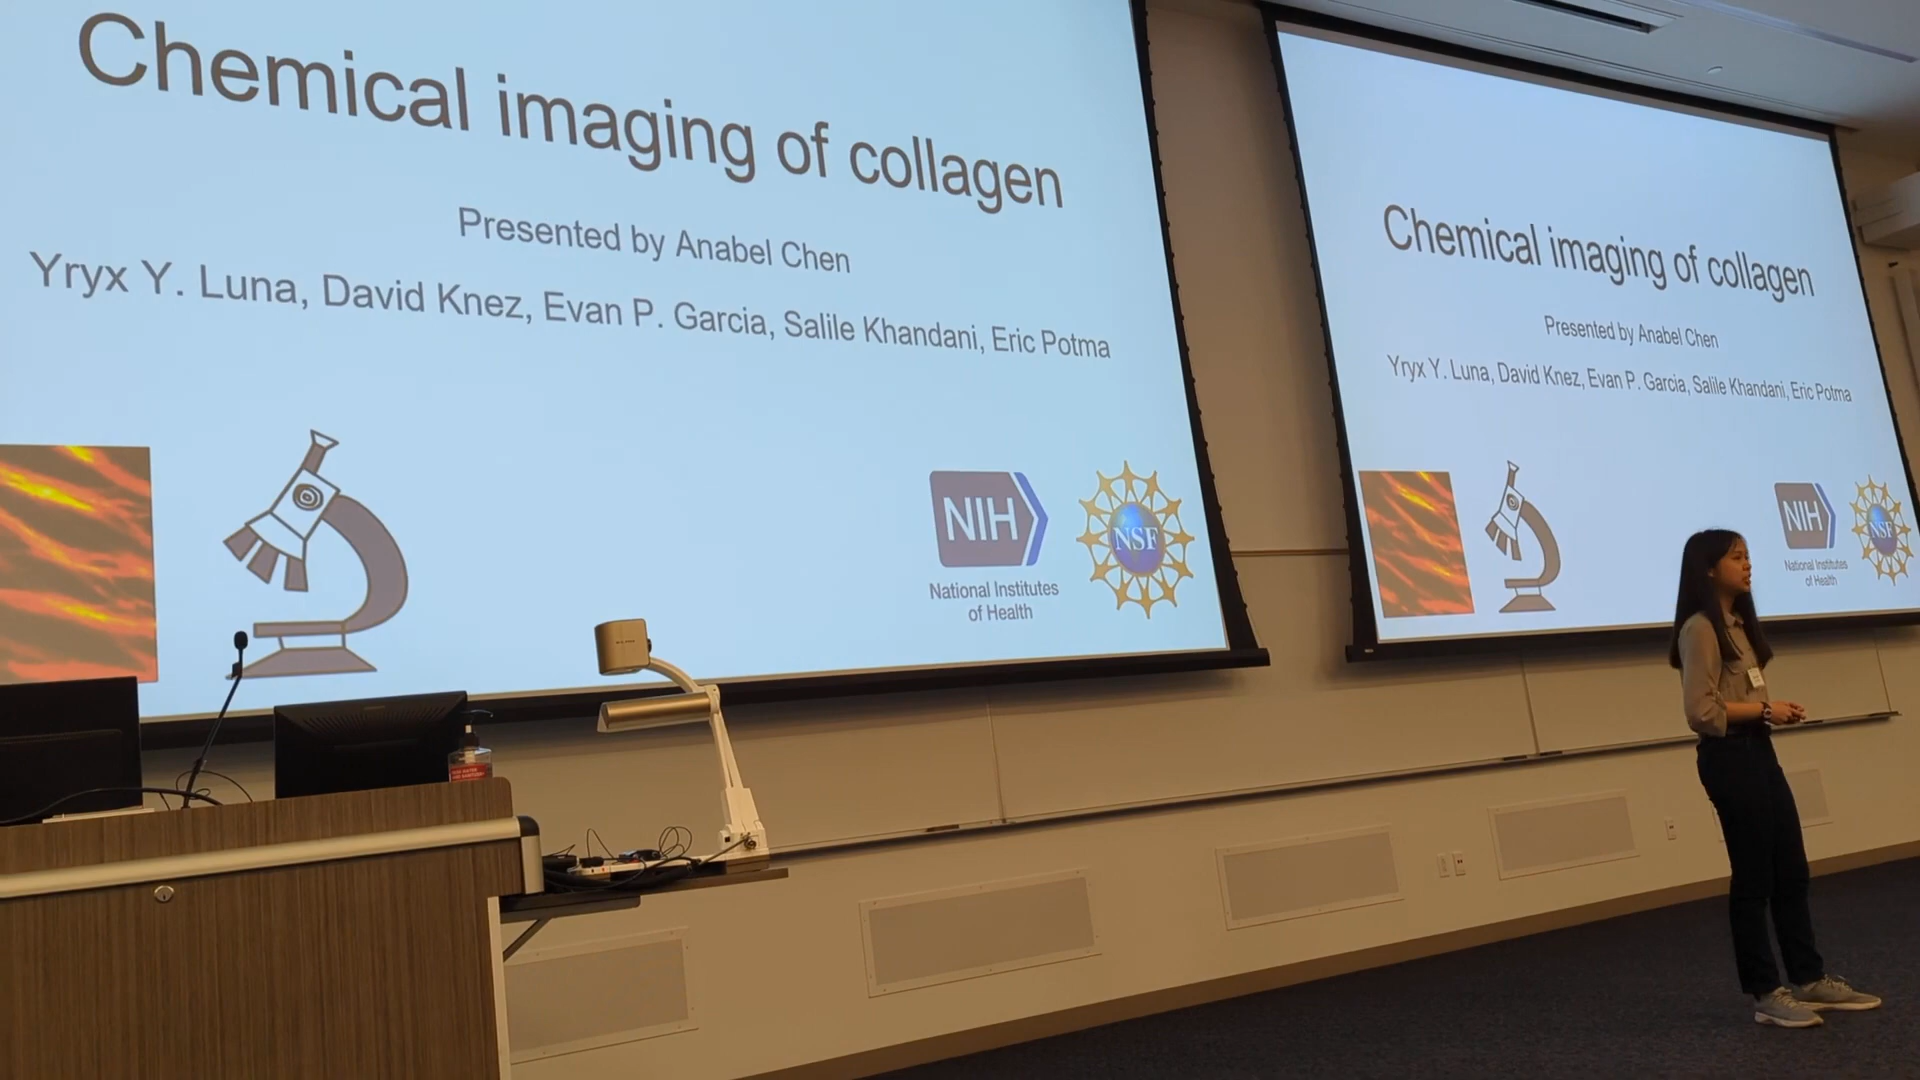 Chemical imaging of collagen
Presented by Anabel Chen
Yryx Y. Luna, David Knez, Evan P. Garcia, Salile Khandani, Eric Potma
NIH
National Institutes
of Health
NSF
Chemical imaging of collagen
Presented by Anabel Chen
Yryx Y. Luna, David Knez, Evan P. Garcia, Salile Khandani, Eric Potma
NIH
National Institutes
of Health
NSF